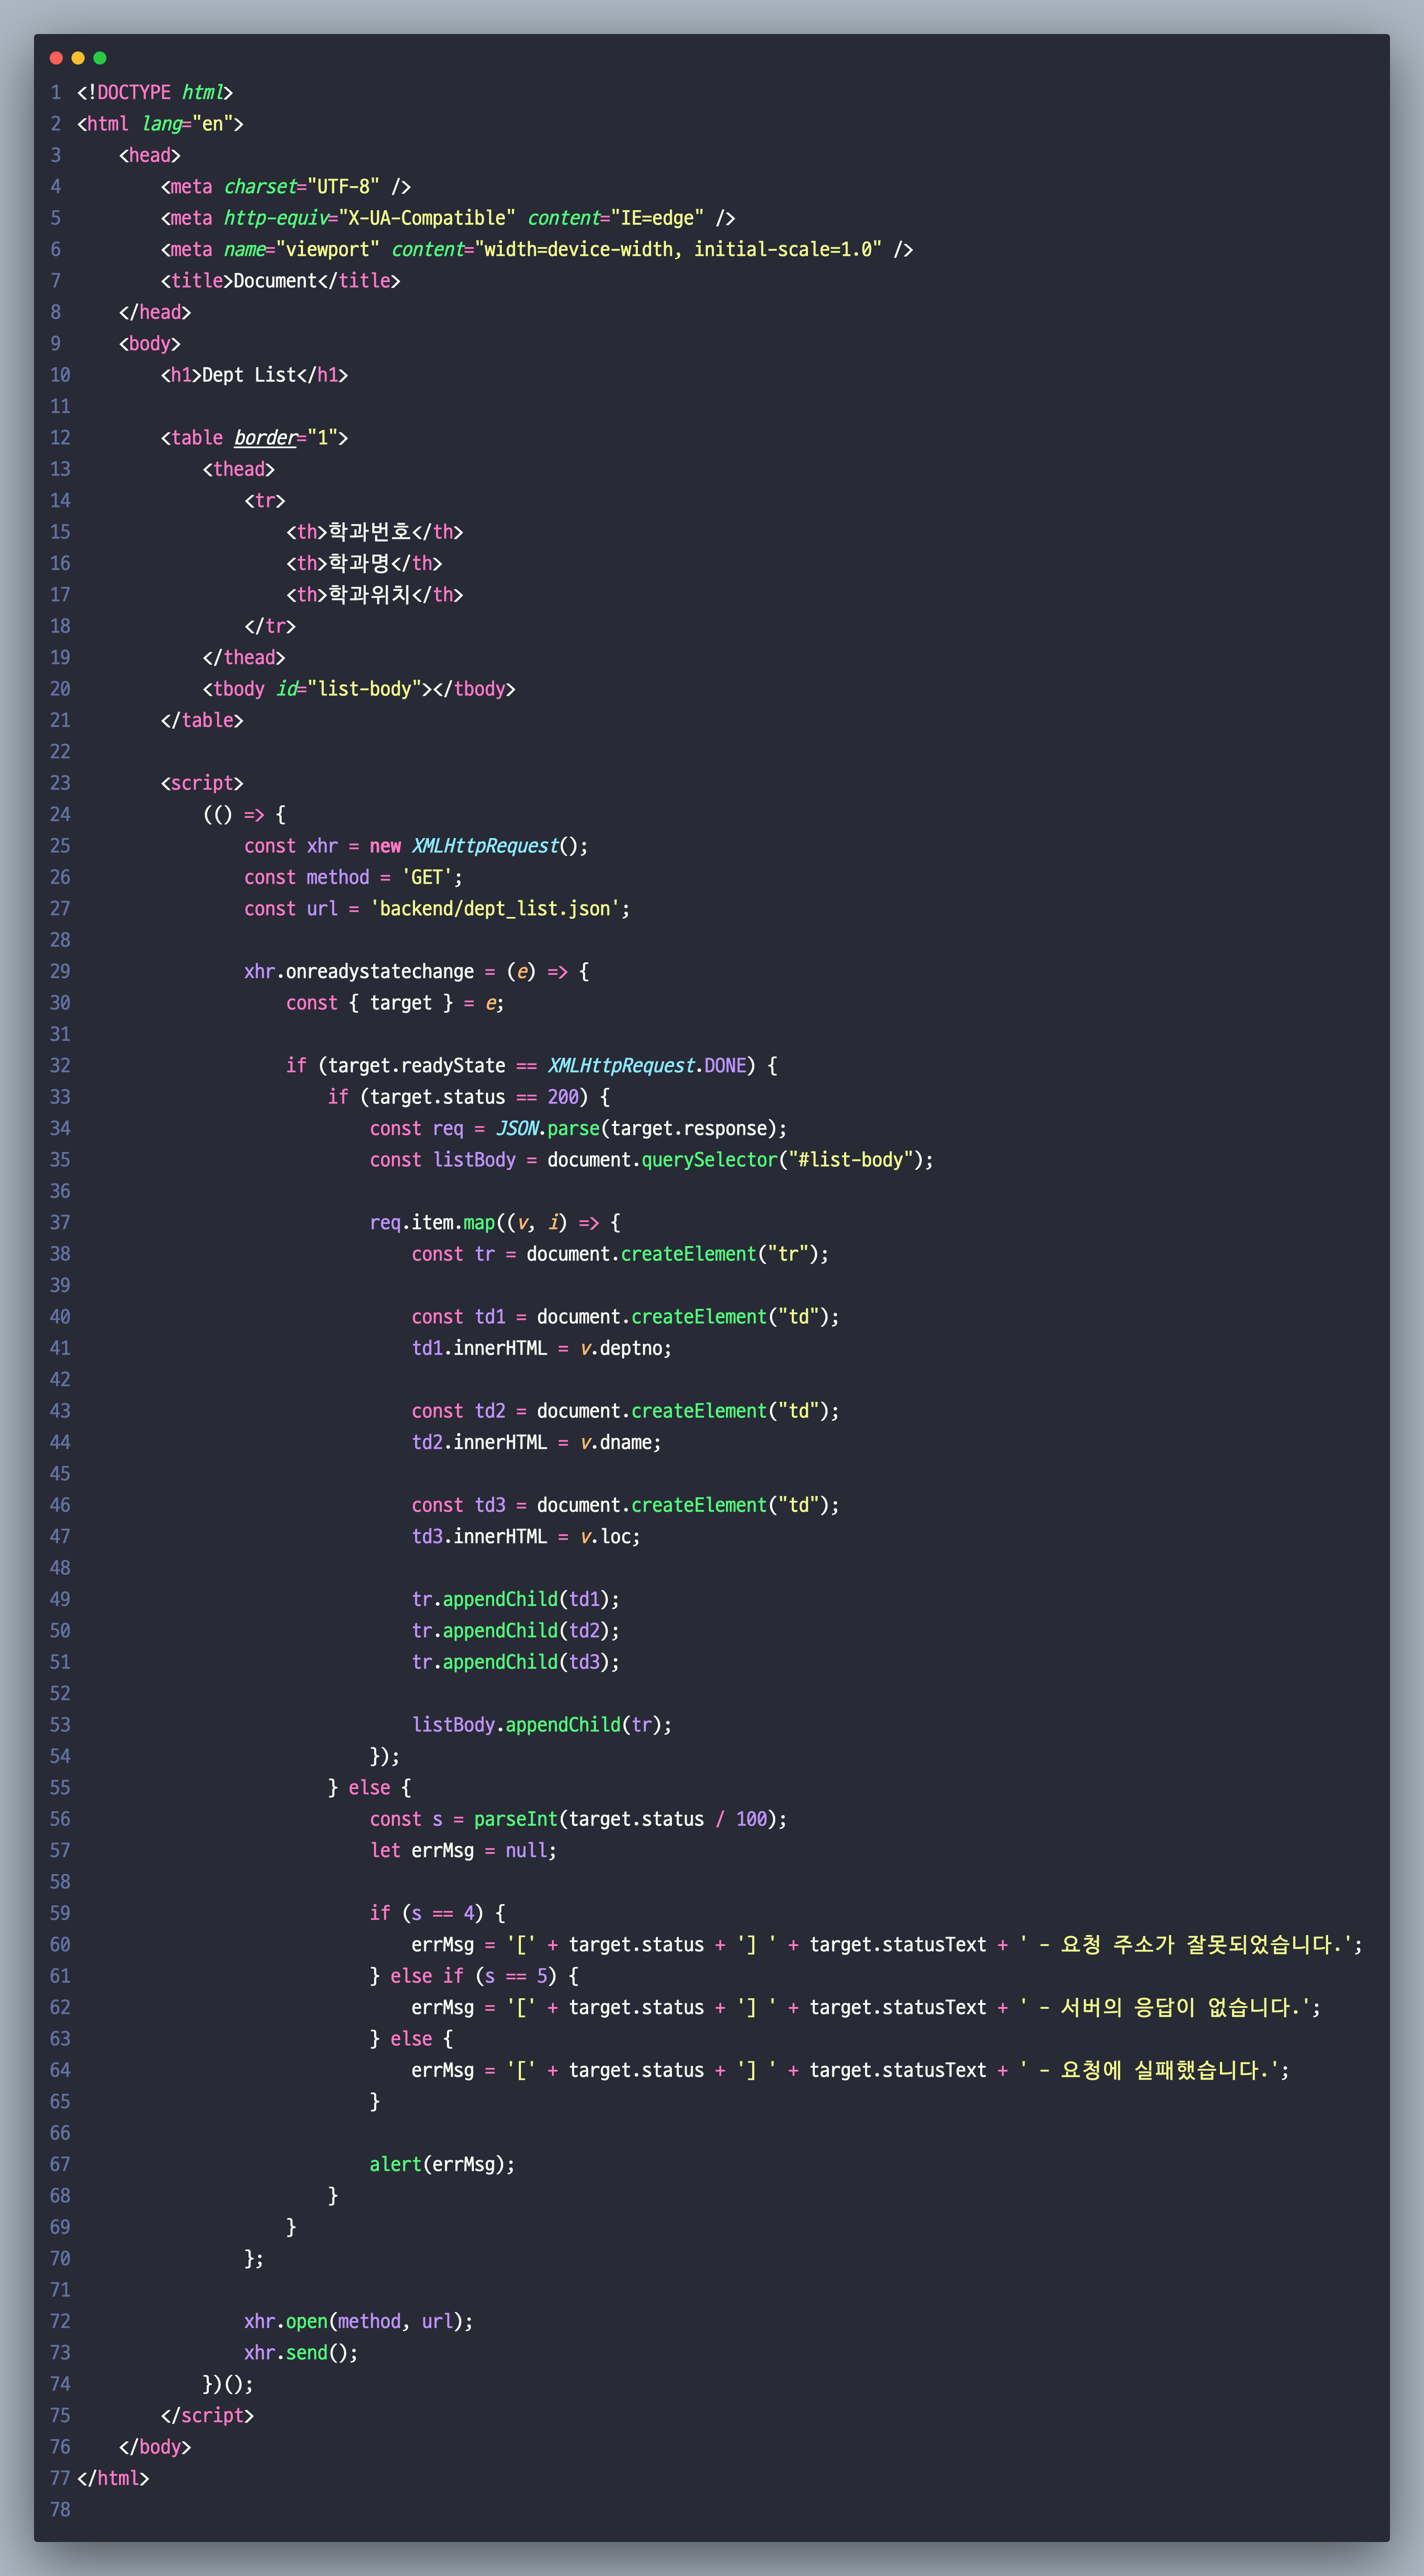 1 <!DOCTYPE html>
2 <html lang="en">
3     <head>
4         <meta charset="UTF-8" />
5         <meta http-equiv="X-UA-Compatible" content="IE=edge" />
6         <meta name="viewport" content="width=device-width, initial-scale=1.0" />
7         <title>Document</title>
8     </head>
9     <body>
10         <h1>Dept List</h1>
11
12         <table border="1">
13             <thead>
14                 <tr>
15                     <th>학과번호</th>
16                     <th>학과명</th>
17                     <th>학과위치</th>
18                 </tr>
19             </thead>
20             <tbody id="list-body"></tbody>
21         </table>
22
23         <script>
24             (() => {
25                 const xhr = new XMLHttpRequest();
26                 const method = 'GET';
27                 const url = 'backend/dept_list.json';
28
29                 xhr.onreadystatechange = (e) => {
30                     const { target } = e;
31
32                     if (target.readyState == XMLHttpRequest.DONE) {
33                         if (target.status == 200) {
34                             const req = JSON.parse(target.response);
35                             const listBody = document.querySelector("#list-body");
36
37                             req.item.map((v, i) => {
38                                 const tr = document.createElement("tr");
39
40                                 const td1 = document.createElement("td");
41                                 td1.innerHTML = v.deptno;
42
43                                 const td2 = document.createElement("td");
44                                 td2.innerHTML = v.dname;
45
46                                 const td3 = document.createElement("td");
47                                 td3.innerHTML = v.loc;
48
49                                 tr.appendChild(td1);
50                                 tr.appendChild(td2);
51                                 tr.appendChild(td3);
52
53                                 listBody.appendChild(tr);
54                             });
55                         } else {
56                             const s = parseInt(target.status / 100);
57                             let errMsg = null;
58
59                             if (s == 4) {
60                                 errMsg = '[' + target.status + '] ' + target.statusText + ' - 요청 주소가 잘못되었습니다.';
61                             } else if (s == 5) {
62                                 errMsg = '[' + target.status + '] ' + target.statusText + ' - 서버의 응답이 없습니다.';
63                             } else {
64                                 errMsg = '[' + target.status + '] ' + target.statusText + ' - 요청에 실패했습니다.';
65                             }
66
67                             alert(errMsg);
68                         }
69                     }
70                 };
71
72                 xhr.open(method, url);
73                 xhr.send();
74             })();
75         </script>
76     </body>
77 </html>
78